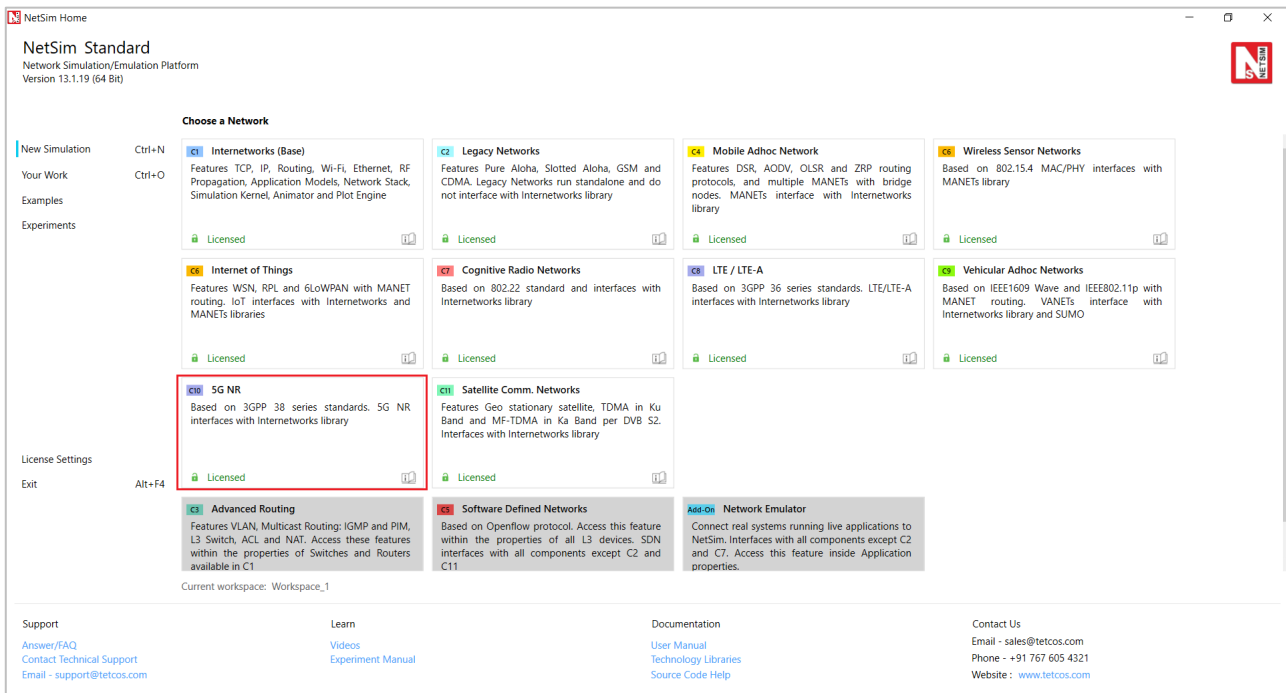 NetSim Home
NetSim Standard
Network Simulation/Emulation Platform
Version 13.1.19 (64 Bit)
N
S
NETSIM
Choose a Network
New Simulation Ctrl+N
Your Work Ctrl+O
Examples
Experiments
License Settings
Exit Alt+F4
C1 Internetworks (Base)
Features TCP, IP, Routing, Wi-Fi, Ethernet, RF
Propagation, Application Models, Network Stack,
Simulation Kernel, Animator and Plot Engine
Licensed
C2 Legacy Networks
Features Pure Aloha, Slotted Aloha, GSM and
CDMA. Legacy Networks run standalone and do
not interface with Internetworks library
Licensed
C4 Mobile Adhoc Network
Features DSR, AODV, OLSR and ZRP routing
protocols, and multiple MANETs with bridge
nodes. MANETs interface with Internetworks
library
Licensed
C6 Wireless Sensor Networks
Based on 802.15.4 MAC/PHY interfaces with
MANETs library
Licensed
C6 Internet of Things
Features WSN, RPL and 6LoWPAN with MANET
routing. IoT interfaces with Internetworks and
MANETs libraries
Licensed
C7 Cognitive Radio Networks
Based on 802.22 standard and interfaces with
Internetworks library
Licensed
C8 LTE / LTE-A
Based on 3GPP 36 series standards. LTE/LTE-A
interfaces with Internetworks library
Licensed
C9 Vehicular Adhoc Networks
Based on IEEE1609 Wave and IEEE802.11p with
MANET routing. VANETs interface with
Internetworks library and SUMO
Licensed
C10 5G NR
Based on 3GPP 38 series standards. 5G NR
interfaces with Internetworks library
Licensed
C11 Satellite Comm. Networks
Features Geo stationary satellite, TDMA in Ku
Band and MF-TDMA in Ka Band per DVB S2.
Interfaces with Internetworks library
Licensed
C3 Advanced Routing
Features VLAN, Multicast Routing: IGMP and PIM,
L3 Switch, ACL and NAT. Access these features
within the properties of Switches and Routers
available in C1
C5 Software Defined Networks
Based on Openflow protocol. Access this feature
within the properties of all L3 devices. SDN
interfaces with all components except C2 and
C11
Add-On Network Emulator
Connect real systems running live applications to
NetSim. Interfaces with all components except C2
and C7. Access this feature inside Application
properties.
Current workspace: Workspace_1
Support
Answer/FAQ
Contact Technical Support
Email - support@tetcos.com
Learn
Videos
Experiment Manual
Documentation
User Manual
Technology Libraries
Source Code Help
Contact Us
Email - sales@tetcos.com
Phone - +91 767 605 4321
Website : www.tetcos.com